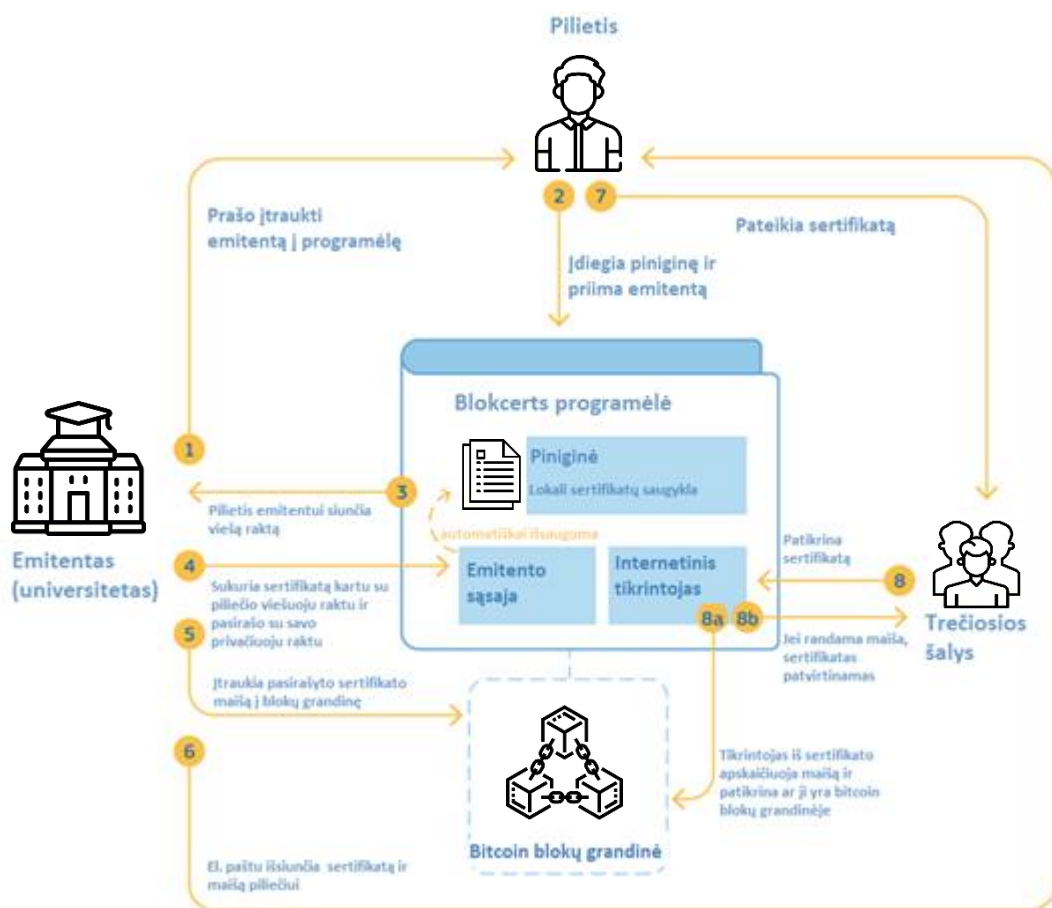 Pilietis
2
7
Prašo įtraukti
emitentą į programėlę
Pateikia sertifikatą
Įdiegia piniginę ir
priima emitentą
Blokcerts programėlė
1
Piniginė
Lokali sertifikatų saugykla
3
Pilietis emitentui siunčia
viešą raktą
automatiškai išsaugoma
Emitentas
(universitetas)
4
Emitento
sąsaja
Internetinis
tikrintojas
Patikrina
sertifikatą
8
Sukuria sertifikatą kartu su
piliečio viešuoju raktu ir
pasirašo su savo
privačiuoju raktu
5
8a
8b
Trečiosios
šalys
Jei randama maiša,
sertifikatas
patvirtinamas
Įtraukia pasirašyto sertifikato
maišą į blokų grandinę
6
Tikrintojas iš sertifikato
apskaičiuoja maišą ir
patikrina ar ji yra bitcoin
blokų grandinėje
Bitcoin blokų grandinė
El. paštu išsiunčia sertifikatą ir
maišą piliečiui